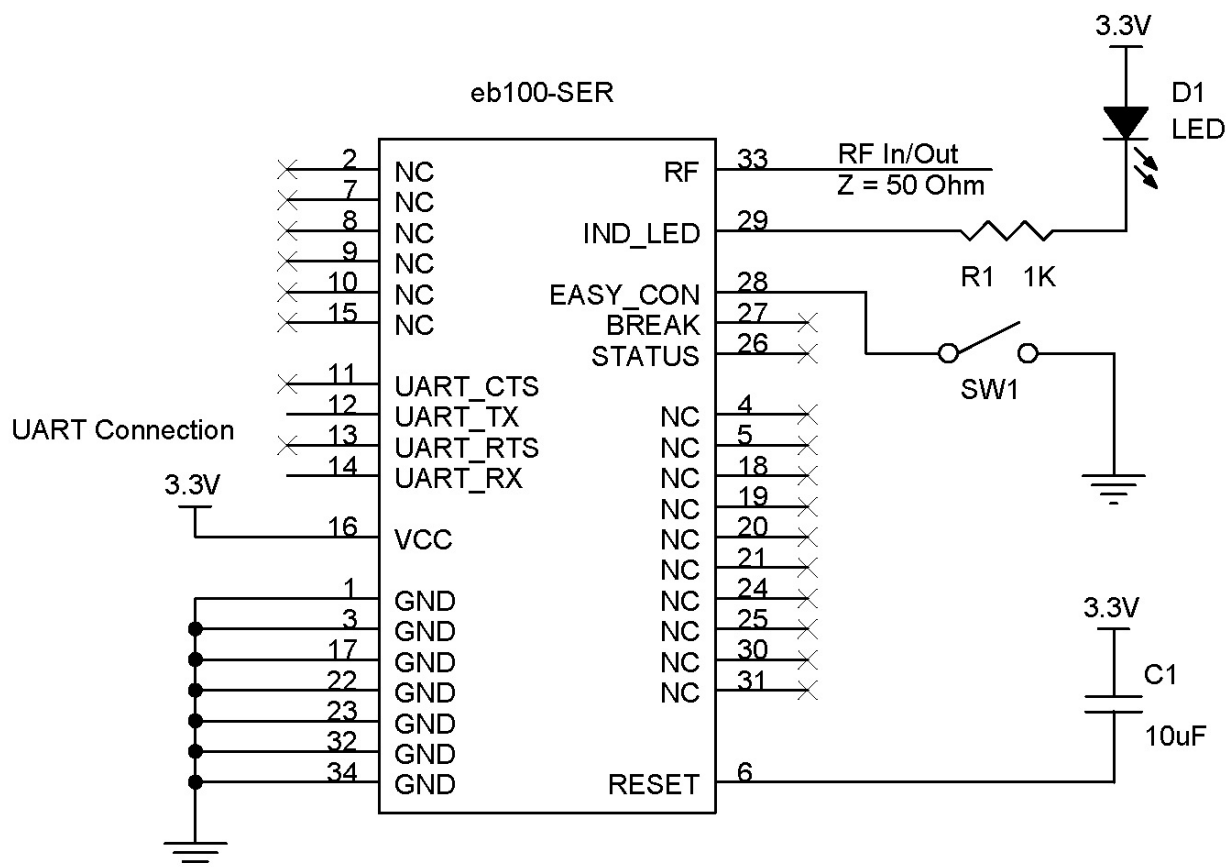 3.3V
D1
LED
eb100-SER
2 NC
7 NC
8 NC
9 NC
10 NC
15 NC
11 UART_CTS
12 UART_TX
13 UART_RTS
14 UART_RX
UART Connection
3.3V
16 VCC
1 GND
3 GND
17 GND
22 GND
23 GND
32 GND
34 GND
RF 33
RF In/Out
Z = 50 Ohm
IND_LED 29
R1 1K
EASY_CON 28
BREAK 27
STATUS 26
SW1
NC 4
NC 5
NC 18
NC 19
NC 20
NC 21
NC 24
NC 25
NC 30
NC 31
RESET 6
3.3V
C1
10uF